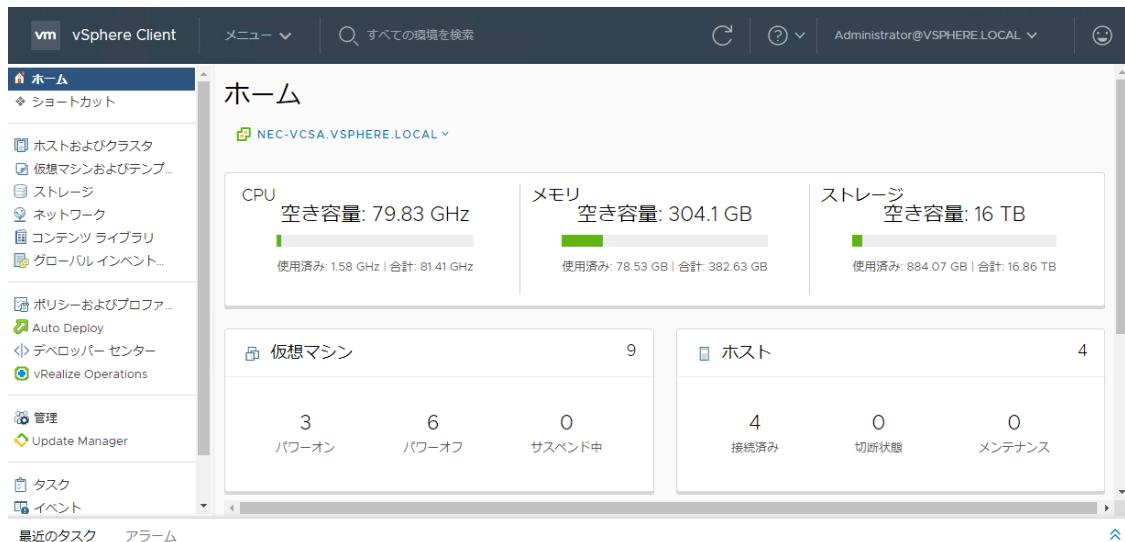 vm vSphere Client メニュー すべての環境を検索 Administrator@VSPHERE.LOCAL
ホーム
ショートカット
ホストおよびクラスタ
仮想マシンおよびテンプ...
ストレージ
ネットワーク
コンテンツ ライブラリ
グローバル インベント...
ポリシーおよびプロファ...
Auto Deploy
デベロッパー センター
vRealize Operations
管理
Update Manager
タスク
イベント
ホーム
NEC-VCSA.VSPHERE.LOCAL
CPU
空き容量: 79.83 GHz
使用済み: 1.58 GHz | 合計: 81.41 GHz
メモリ
空き容量: 304.1 GB
使用済み: 78.53 GB | 合計: 382.63 GB
ストレージ
空き容量: 16 TB
使用済み: 884.07 GB | 合計: 16.86 TB
仮想マシン 9
3 6 0
パワーオン パワーオフ サスペンド中
ホスト 4
4 0 0
接続済み 切断状態 メンテナンス
最近のタスク アラーム